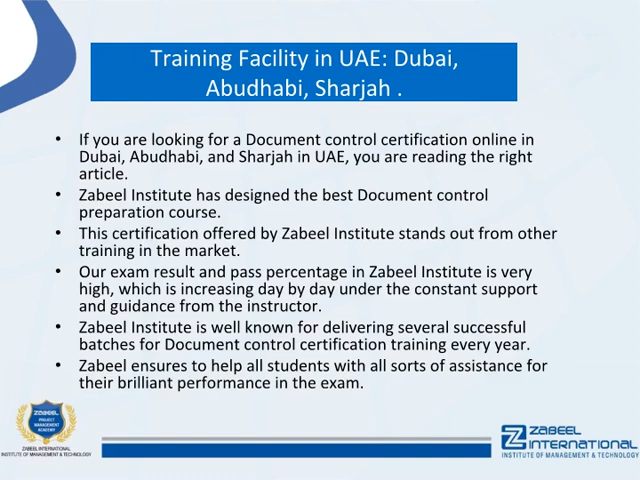 Training Facility in UAE: Dubai,
Abudhabi, Sharjah .
• If you are looking for a Document control certification online in
Dubai, Abudhabi, and Sharjah in UAE, you are reading the right
article.
• Zabeel Institute has designed the best Document control
preparation course.
• This certification offered by Zabeel Institute stands out from other
training in the market.
• Our exam result and pass percentage in Zabeel Institute is very
high, which is increasing day by day under the constant support
and guidance from the instructor.
• Zabeel Institute is well known for delivering several successful
batches for Document control certification training every year.
• Zabeel ensures to help all students with all sorts of assistance for
their brilliant performance in the exam.
ZABEEL
PROJECT
MANAGEMENT
ACADEMY
ZABEEL INTERNATIONAL
INSTITUTE OF MANAGEMENT & TECHNOLOGY
ZABEEL
INTERNATIONAL
INSTITUTE OF MANAGEMENT & TECHNOLOGY